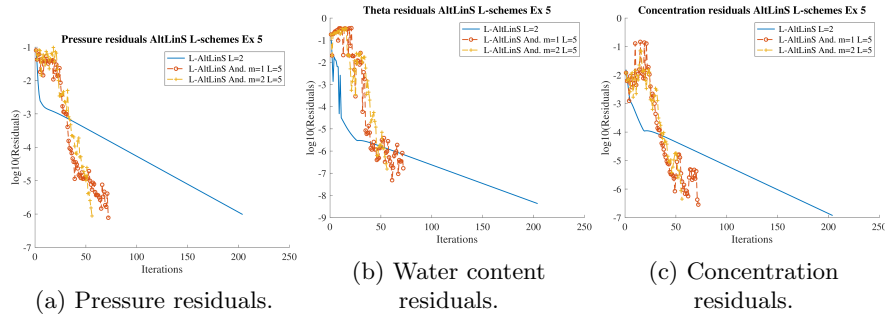 Pressure residuals AltLinS L-schemes Ex 5
L-AltLinS L=2
L-AltLinS And. m=1 L=5
L-AltLinS And. m=2 L=5
log10(Residuals)
-1
-2
-3
-4
-5
-6
-7
0 50 100 150 200 250
Iterations
(a) Pressure residuals.
Theta residuals AltLinS L-schemes Ex 5
L-AltLinS L=2
L-AltLinS And. m=1 L=5
L-AltLinS And. m=2 L=5
log10(Residuals)
0
-1
-2
-3
-4
-5
-6
-7
-8
-9
0 50 100 150 200 250
Iterations
(b) Water content
residuals.
Concentration residuals AltLinS L-schemes Ex 5
L-AltLinS L=2
L-AltLinS And. m=1 L=5
L-AltLinS And. m=2 L=5
log10(Residuals)
0
-1
-2
-3
-4
-5
-6
-7
0 50 100 150 200 250
Iterations
(c) Concentration
residuals.